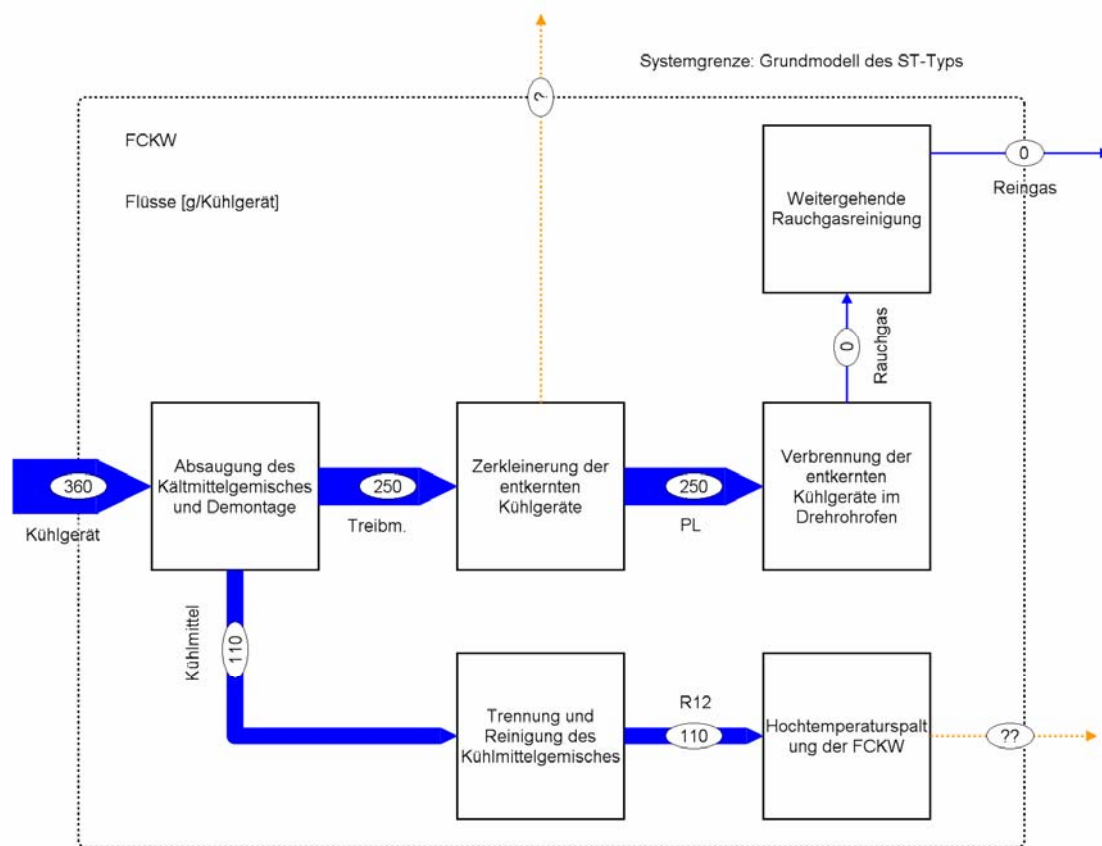 Systemgrenze: Grundmodell des ST-Typs
?
FCKW
Flüsse [g/Kühlgerät]
Weitergehende
Rauchgasreinigung
0
Reingas
0
Rauchgas
360
Kühlgerät
Absaugung des
Kältmittelgemisches
und Demontage
250
Treibm.
Zerkleinerung der
entkernten
Kühlgeräte
250
PL
Verbrennung der
entkernten
Kühlgeräte im
Drehrohrofen
Kühlmittel
110
Trennung und
Reinigung des
Kühlmittelgemisches
R12
110
Hochtemperaturspalt
ung der FCKW
??